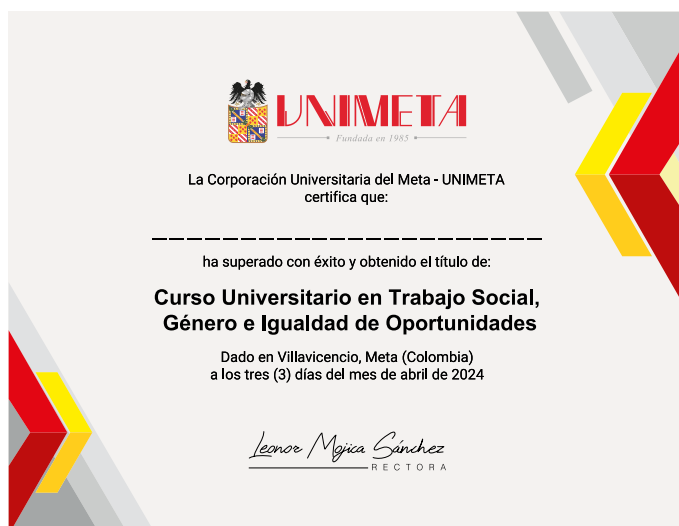 UNIMETA
Fundada en 1985
La Corporación Universitaria del Meta - UNIMETA
certifica que:
ha superado con éxito y obtenido el título de:
Curso Universitario en Trabajo Social,
Género e Igualdad de Oportunidades
Dado en Villavicencio, Meta (Colombia)
a los tres (3) días del mes de abril de 2024
Leonor Mojica Sánchez
RECTORA